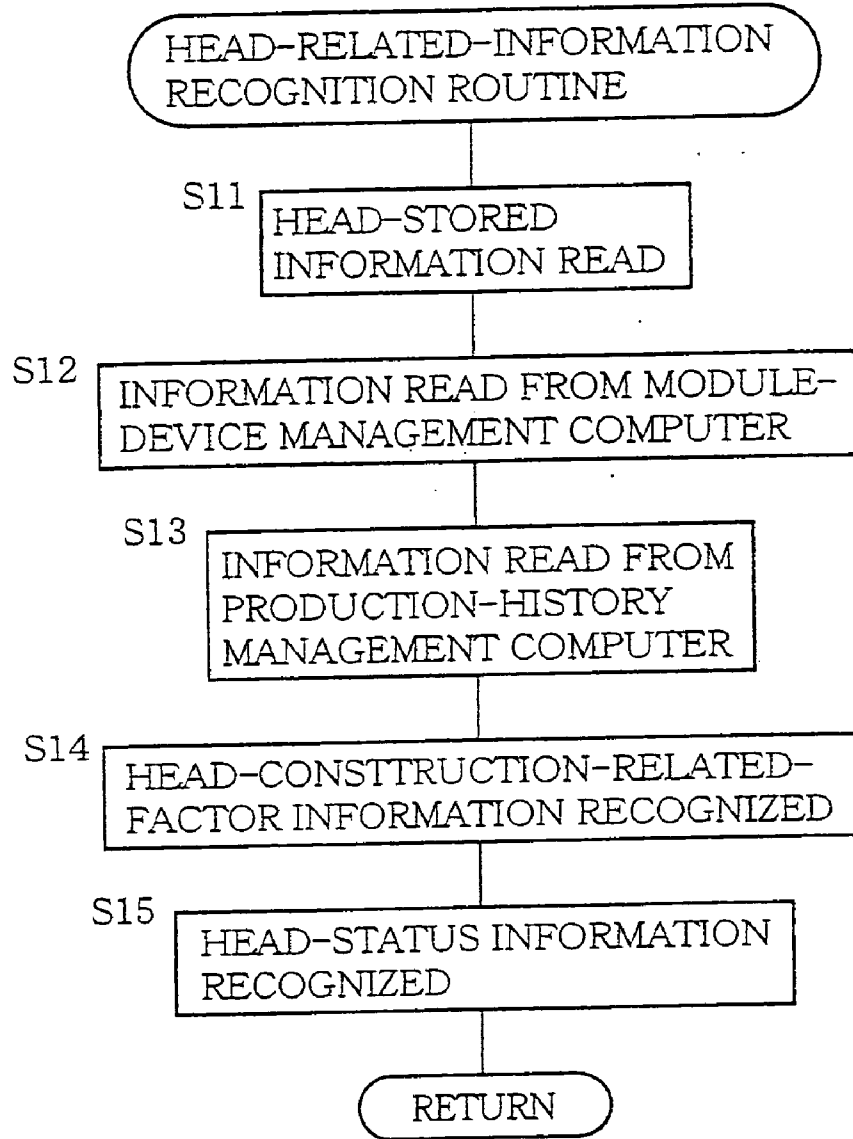 HEAD-RELATED-INFORMATION
RECOGNITION ROUTINE
S11
HEAD-STORED
INFORMATION READ
S12
INFORMATION READ FROM MODULE-
DEVICE MANAGEMENT COMPUTER
S13
INFORMATION READ FROM
PRODUCTION-HISTORY
MANAGEMENT COMPUTER
S14
HEAD-CONSTTRUCTION-RELATED-
FACTOR INFORMATION RECOGNIZED
S15
HEAD-STATUS INFORMATION
RECOGNIZED
RETURN